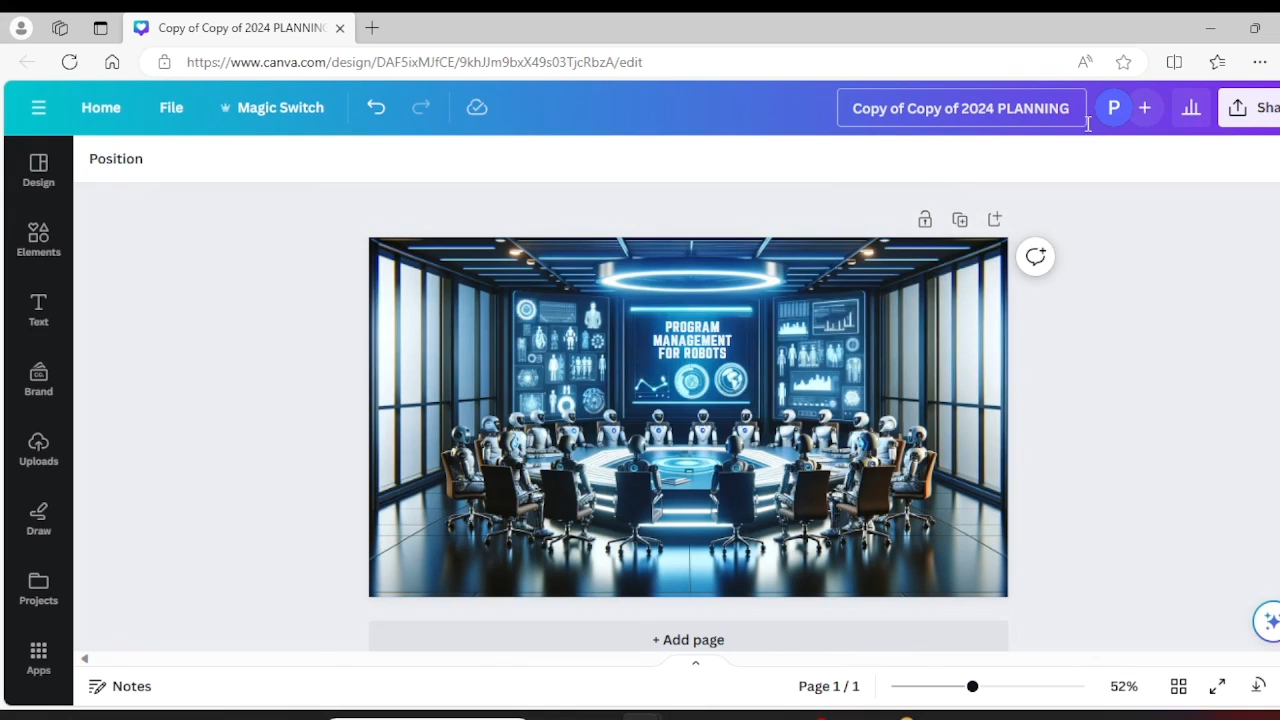 Copy of Copy of 2024 PLANNIN
https://www.canva.com/design/DAF5ixMJfCE/9khJJm9bxX49s03TjcRbzA/edit
Home File Magic Switch Copy of Copy of 2024 PLANNING P + Sha
Position
Design
Elements
Text
Brand
Uploads
Draw
Projects
Apps
PROGRAM
MANAGEMENT
FOR ROBOTS
+ Add page
Notes Page 1 / 1 52%